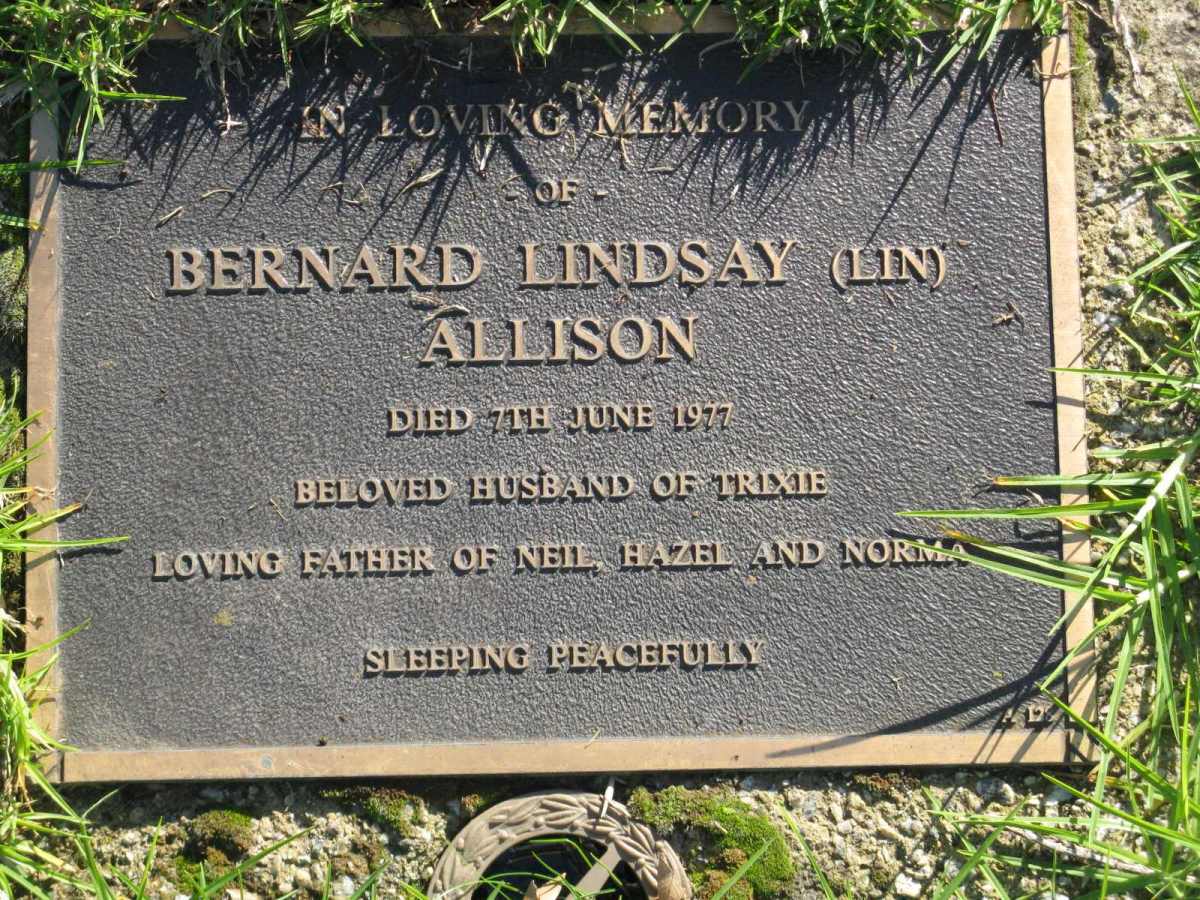 IN LOVING MEMORY
- OF -
BERNARD LINDSAY (LIN)
ALLISON
DIED 7TH JUNE 1977
BELOVED HUSBAND OF TRIXIE
LOVING FATHER OF NEIL, HAZEL AND NORMA
SLEEPING PEACEFULLY